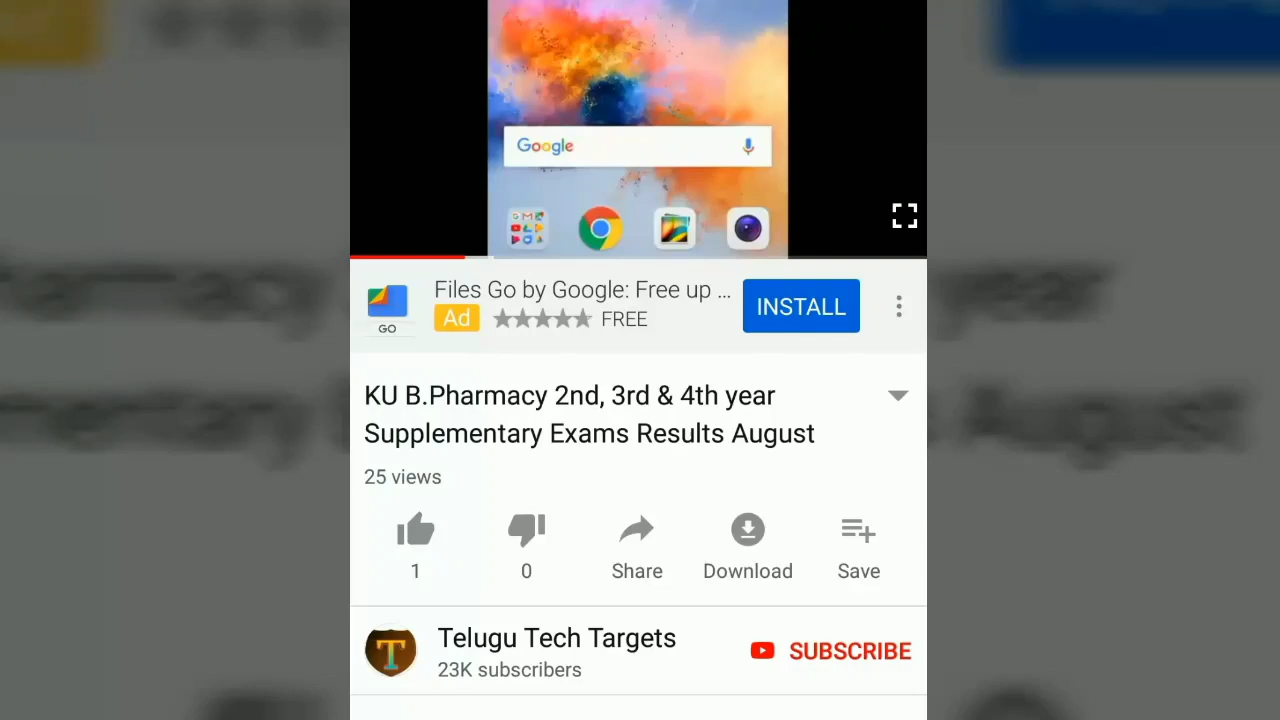 Google
Files Go by Google: Free up ...
GO
Ad
FREE
INSTALL
KU B.Pharmacy 2nd, 3rd & 4th year
Supplementary Exams Results August
25 views
1
0
Share
Download
Save
T
Telugu Tech Targets
23K subscribers
SUBSCRIBE